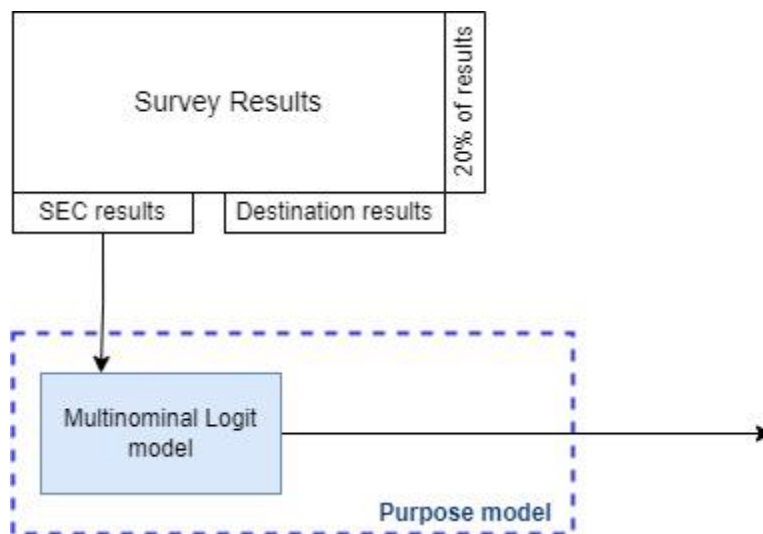 Survey Results
20% of results
SEC results
Destination results
Multinominal Logit
model
Purpose model